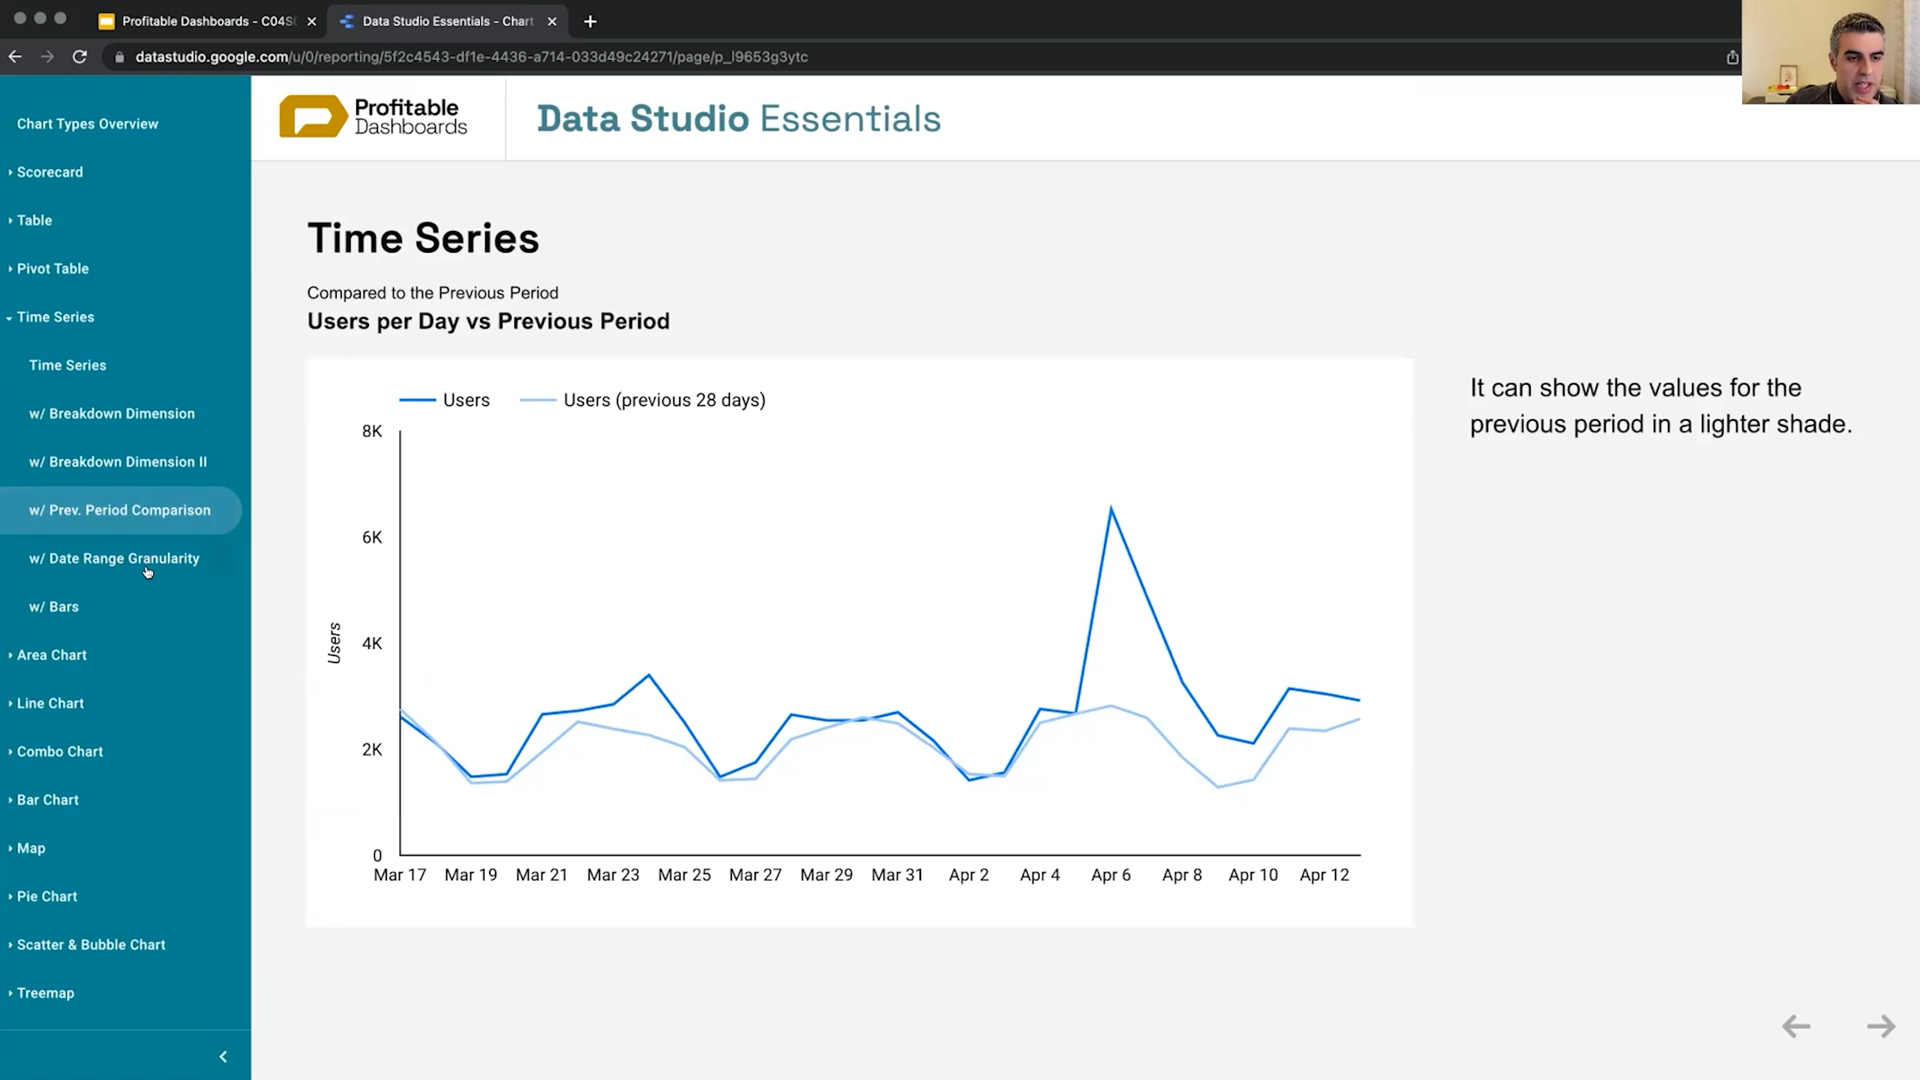 Profitable Dashboards - C04S
Data Studio Essentials - Chart
datastudio.google.com/u/0/reporting/5f2c4543-df1e-4436-a714-033d49c24271/page/p_l9653g3ytc
Chart Types Overview
Scorecard
Table
Pivot Table
Time Series
Time Series
w/ Breakdown Dimension
w/ Breakdown Dimension II
w/ Prev. Period Comparison
w/ Date Range Granularity
w/ Bars
Area Chart
Line Chart
Combo Chart
Bar Chart
Map
Pie Chart
Scatter & Bubble Chart
Treemap
Profitable
Dashboards
Data Studio Essentials
Time Series
Compared to the Previous Period
Users per Day vs Previous Period
Users
Users (previous 28 days)
8K
6K
4K
2K
0
Users
Mar 17
Mar 19
Mar 21
Mar 23
Mar 25
Mar 27
Mar 29
Mar 31
Apr 2
Apr 4
Apr 6
Apr 8
Apr 10
Apr 12
It can show the values for the
previous period in a lighter shade.